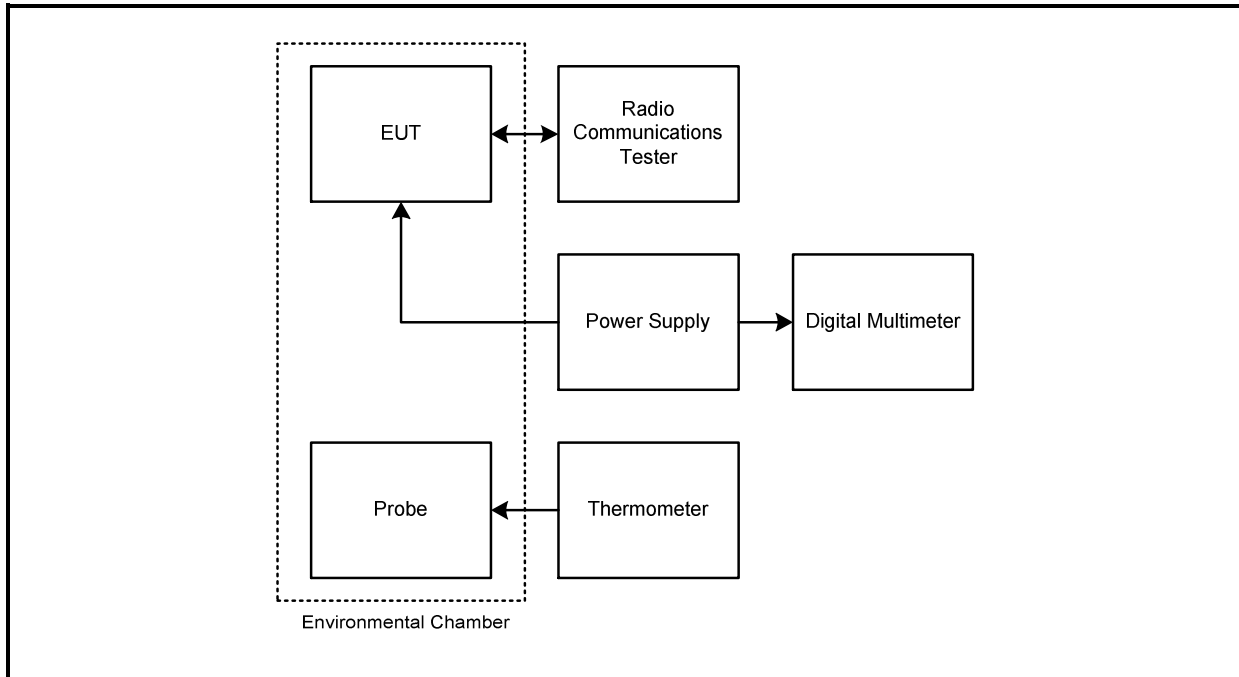 EUT
Radio
Communications
Tester
Power Supply
Digital Multimeter
Probe
Thermometer
Environmental Chamber